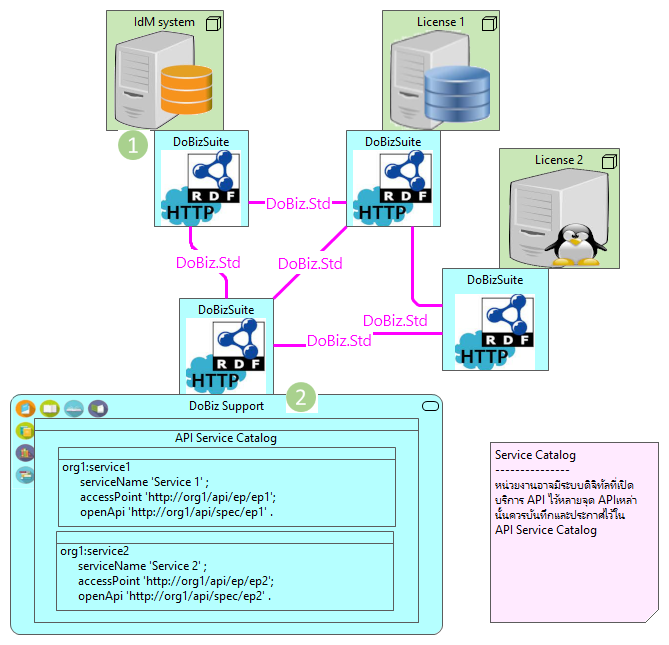 IdM system
License 1
1
DoBizSuite
RDF
HTTP
DoBizSuite
RDF
HTTP
License 2
DoBiz.Std
DoBiz.Std
DoBiz.Std
DoBizSuite
RDF
HTTP
DoBizSuite
RDF
HTTP
DoBiz.Std
DoBiz.Std
2
DoBiz Support
API Service Catalog
org1:service1
serviceName 'Service 1' ;
accessPoint 'http://org1/api/ep/ep1';
openApi 'http://org1/api/spec/ep1' .
org1:service2
serviceName 'Service 2' ;
accessPoint 'http://org1/api/ep/ep2';
openApi 'http://org1/api/spec/ep2' .
Service Catalog
---------------
หน่วยงานอาจมีระบบดิจิทัลที่เปิด
บริการ API ไว้หลายจุด APIเหล่า
นั้นควรบันทึกและประกาศไว้ใน
API Service Catalog